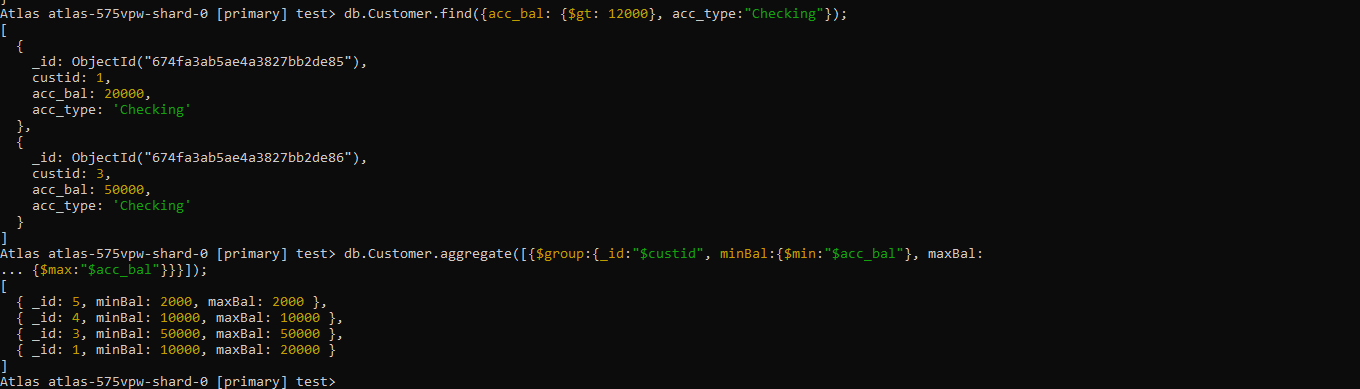 Atlas atlas-575vpw-shard-0 [primary] test> db.Customer.find({acc_bal: {$gt: 12000}, acc_type:"Checking"});
[
  {
    _id: ObjectId("674fa3ab5ae4a3827bb2de85"),
    custid: 1,
    acc_bal: 20000,
    acc_type: 'Checking'
  },
  {
    _id: ObjectId("674fa3ab5ae4a3827bb2de86"),
    custid: 3,
    acc_bal: 50000,
    acc_type: 'Checking'
  }
]
Atlas atlas-575vpw-shard-0 [primary] test> db.Customer.aggregate([{$group:{_id:"$custid", minBal:{$min:"$acc_bal"}, maxBal:
... {$max:"$acc_bal"}}}]);
[
  { _id: 5, minBal: 2000, maxBal: 2000 },
  { _id: 4, minBal: 10000, maxBal: 10000 },
  { _id: 3, minBal: 50000, maxBal: 50000 },
  { _id: 1, minBal: 10000, maxBal: 20000 }
]
Atlas atlas-575vpw-shard-0 [primary] test>